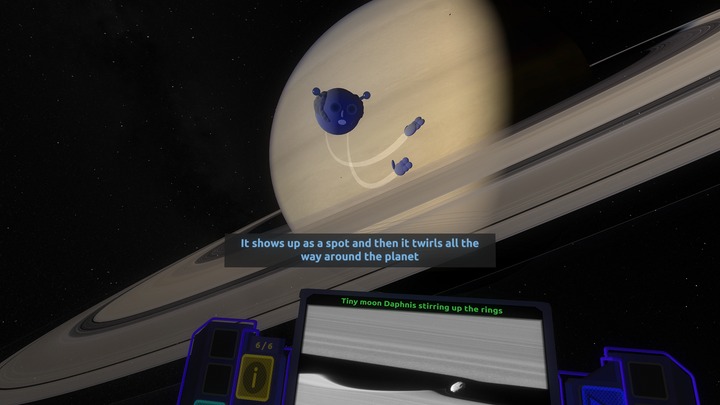 It shows up as a spot and then it twirls all the
way around the planet
Tiny moon Daphnis stirring up the rings
6/6
i